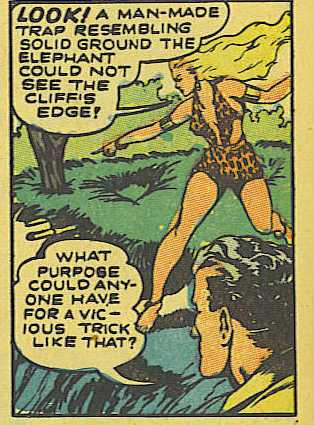 LOOK! A MAN-MADE
TRAP RESEMBLING
SOLID GROUND THE
ELEPHANT
COULD NOT
SEE THE
CLIFF'S
EDGE!
WHAT
PURPOSE
COULD ANY-
ONE HAVE
FOR A VIC-
IOUS TRICK
LIKE THAT?